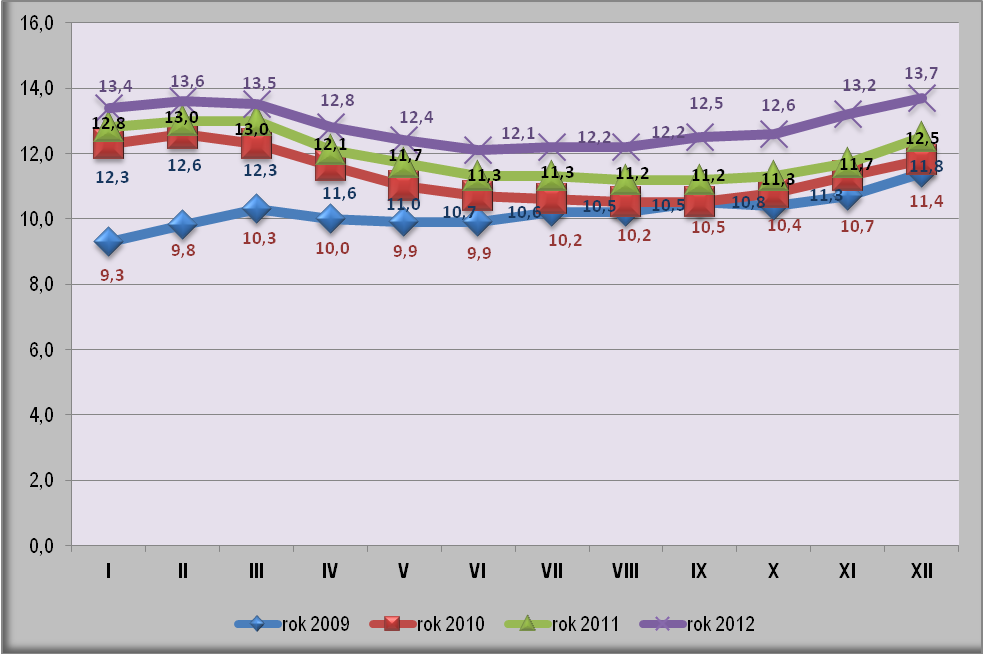 16,0
14,0
12,0
10,0
8,0
6,0
4,0
2,0
0,0
13,4 13,6 13,5 12,8 12,4 12,1 12,2 12,2 12,5 12,6 13,2 13,7
12,8 13,0 13,0 12,1 11,7 11,3 11,3 11,2 11,2 11,3 11,7 12,5
12,3 12,6 12,3 11,6 11,0 10,7 10,6 10,5 10,5 10,8 11,3 11,8
9,3 9,8 10,3 10,0 9,9 9,9 10,2 10,2 10,5 10,4 10,7 11,4
I II III IV V VI VII VIII IX X XI XII
rok 2009 rok 2010 rok 2011 rok 2012